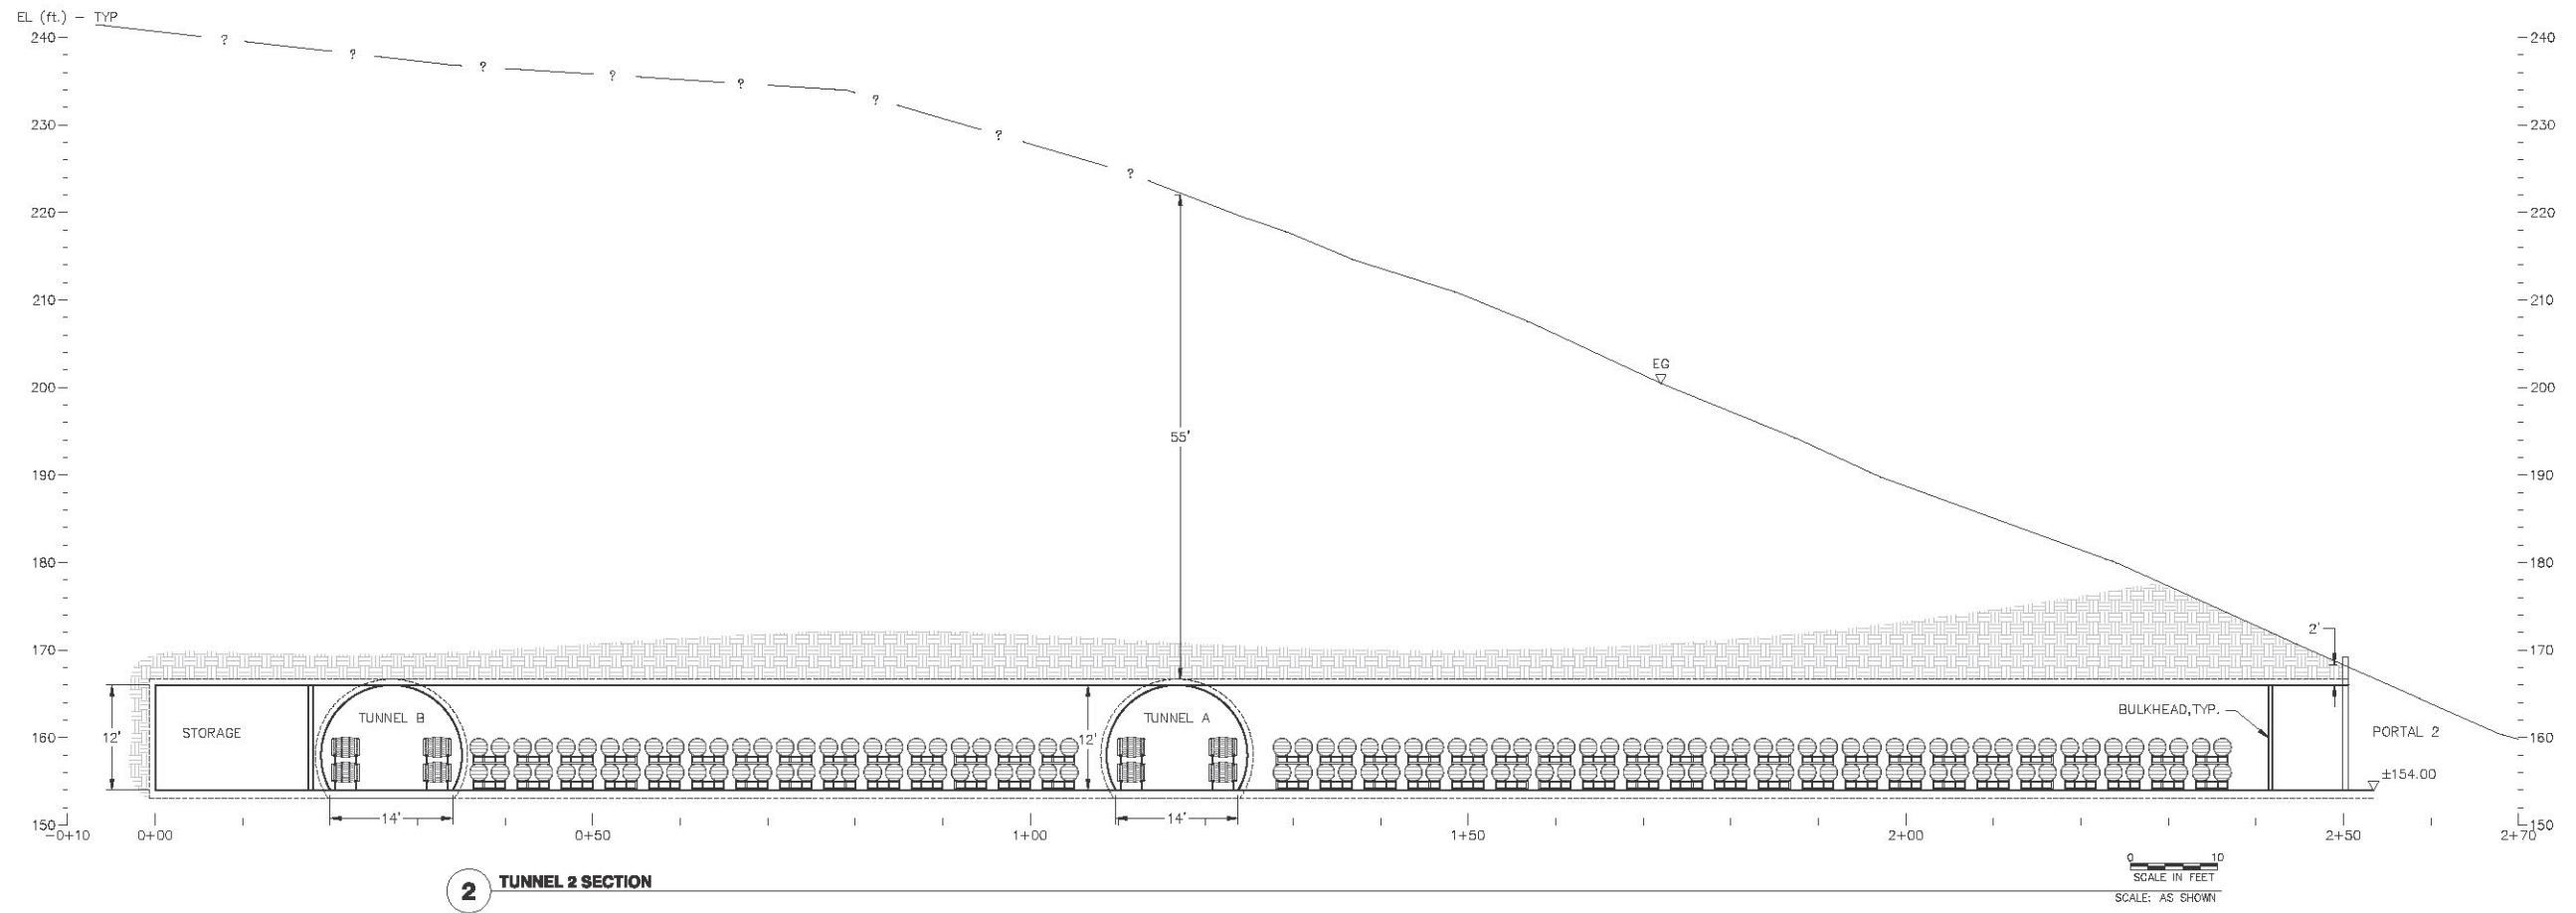 EL (ft.) – TYP
240
230
220
210
200
190
180
170
160
150
240
230
220
210
200
190
180
170
160
150
? ? ? ? ? ? ? ?
EG
55'
2'
12'
STORAGE
TUNNEL B
12'
TUNNEL A
BULKHEAD,TYP.
PORTAL 2
±154.00
14'
14'
-0+10 0+00 0+50 1+00 1+50 2+00 2+50 2+70
2 TUNNEL 2 SECTION
0 10
SCALE IN FEET
SCALE: AS SHOWN